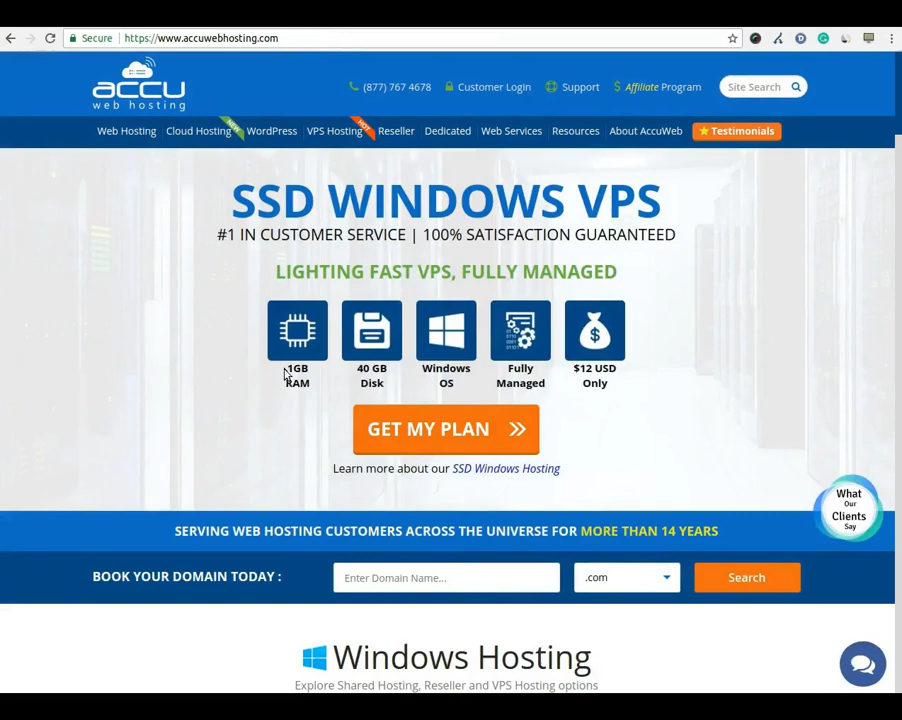 Secure https://www.accuwebhosting.com
accu
web hosting
(877) 767 4678 Customer Login Support Affiliate Program Site Search
NEW HOT
Web Hosting Cloud Hosting WordPress VPS Hosting Reseller Dedicated Web Services Resources About AccuWeb Testimonials
SSD WINDOWS VPS
#1 IN CUSTOMER SERVICE | 100% SATISFACTION GUARANTEED
LIGHTING FAST VPS, FULLY MANAGED
1GB 40 GB Windows Fully $12 USD
RAM Disk OS Managed Only
GET MY PLAN
Learn more about our SSD Windows Hosting
What
Our
Clients
Say
SERVING WEB HOSTING CUSTOMERS ACROSS THE UNIVERSE FOR MORE THAN 14 YEARS
BOOK YOUR DOMAIN TODAY : Enter Domain Name... .com Search
Windows Hosting
Explore Shared Hosting, Reseller and VPS Hosting options